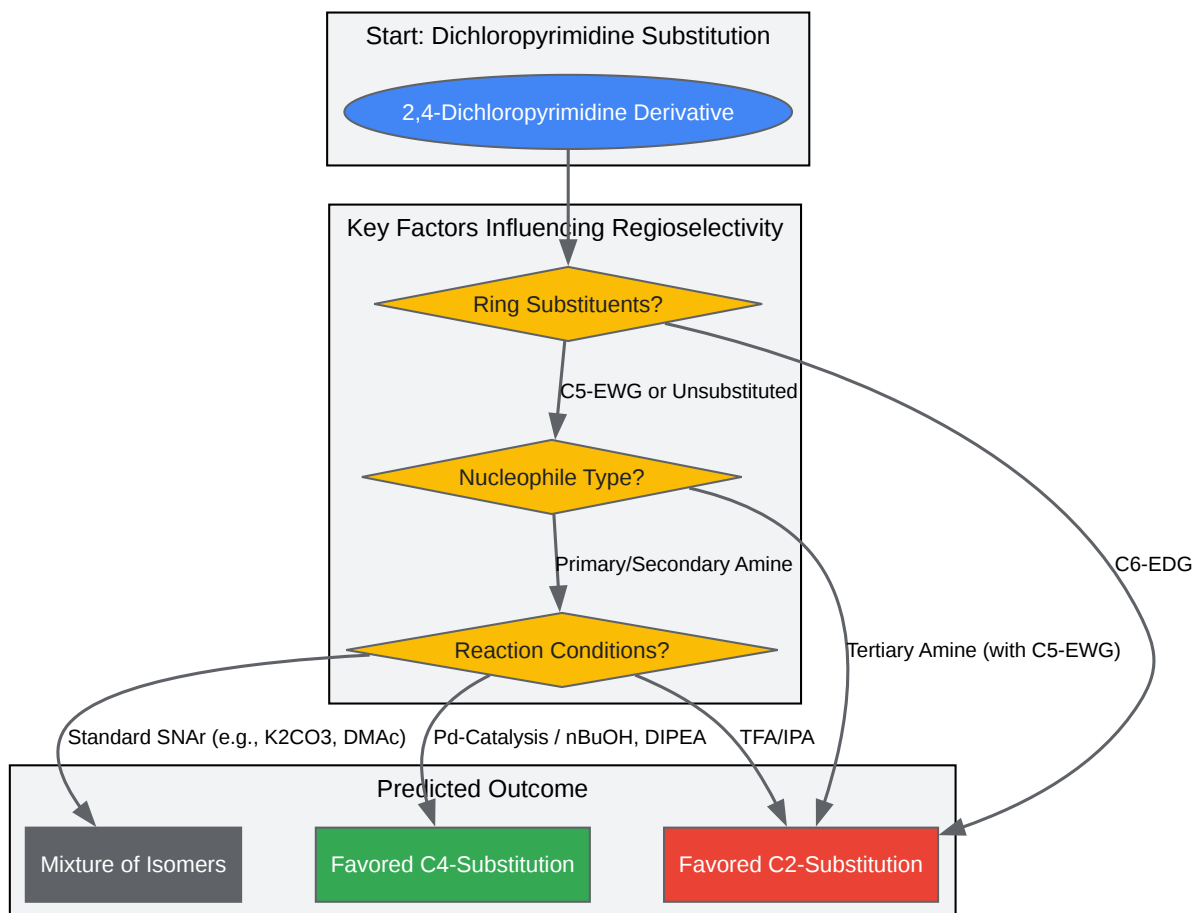 Start: Dichloropyrimidine Substitution
2,4-Dichloropyrimidine Derivative
Key Factors Influencing Regioselectivity
Ring Substituents?
C5-EWG or Unsubstituted
Nucleophile Type?
Primary/Secondary Amine
C6-EDG
Reaction Conditions?
Tertiary Amine (with C5-EWG)
Standard SNAr (e.g., K2CO3, DMAc)
Pd-Catalysis / nBuOH, DIPEA
TFA/IPA
Predicted Outcome
Mixture of Isomers
Favored C4-Substitution
Favored C2-Substitution